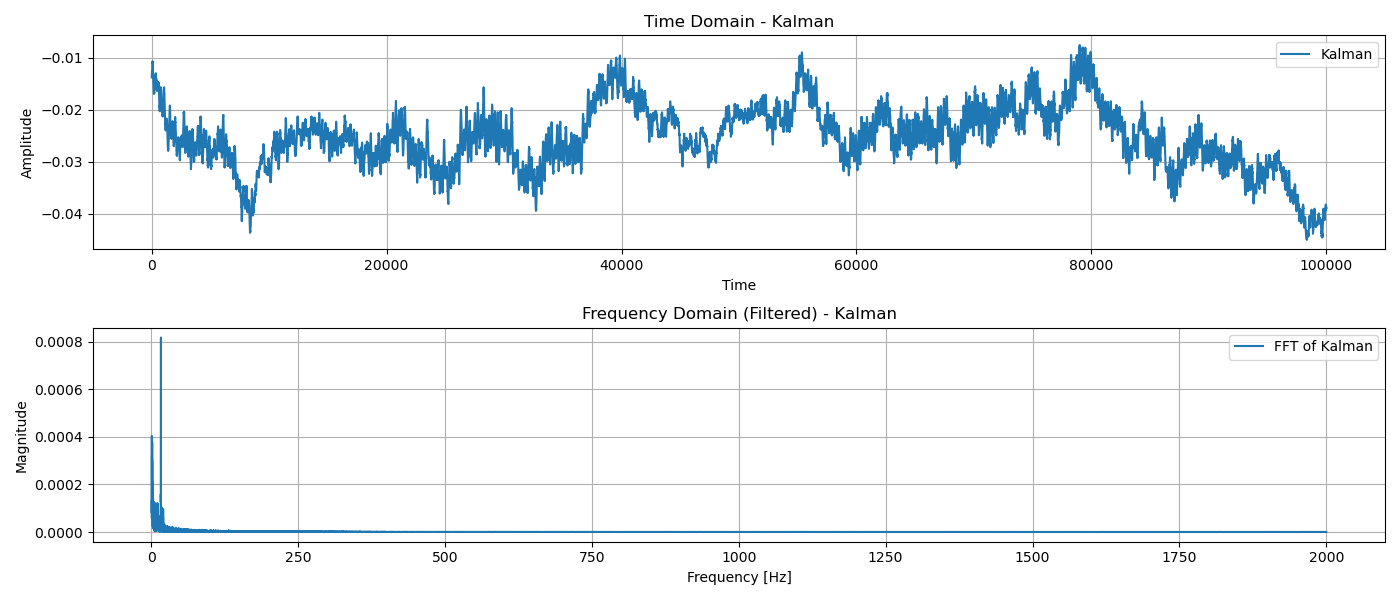 Time Domain - Kalman
Kalman
Amplitude
−0.01
−0.02
−0.03
−0.04
0 20000 40000 60000 80000 100000
Time
Frequency Domain (Filtered) - Kalman
FFT of Kalman
Magnitude
0.0008
0.0006
0.0004
0.0002
0.0000
0 250 500 750 1000 1250 1500 1750 2000
Frequency [Hz]